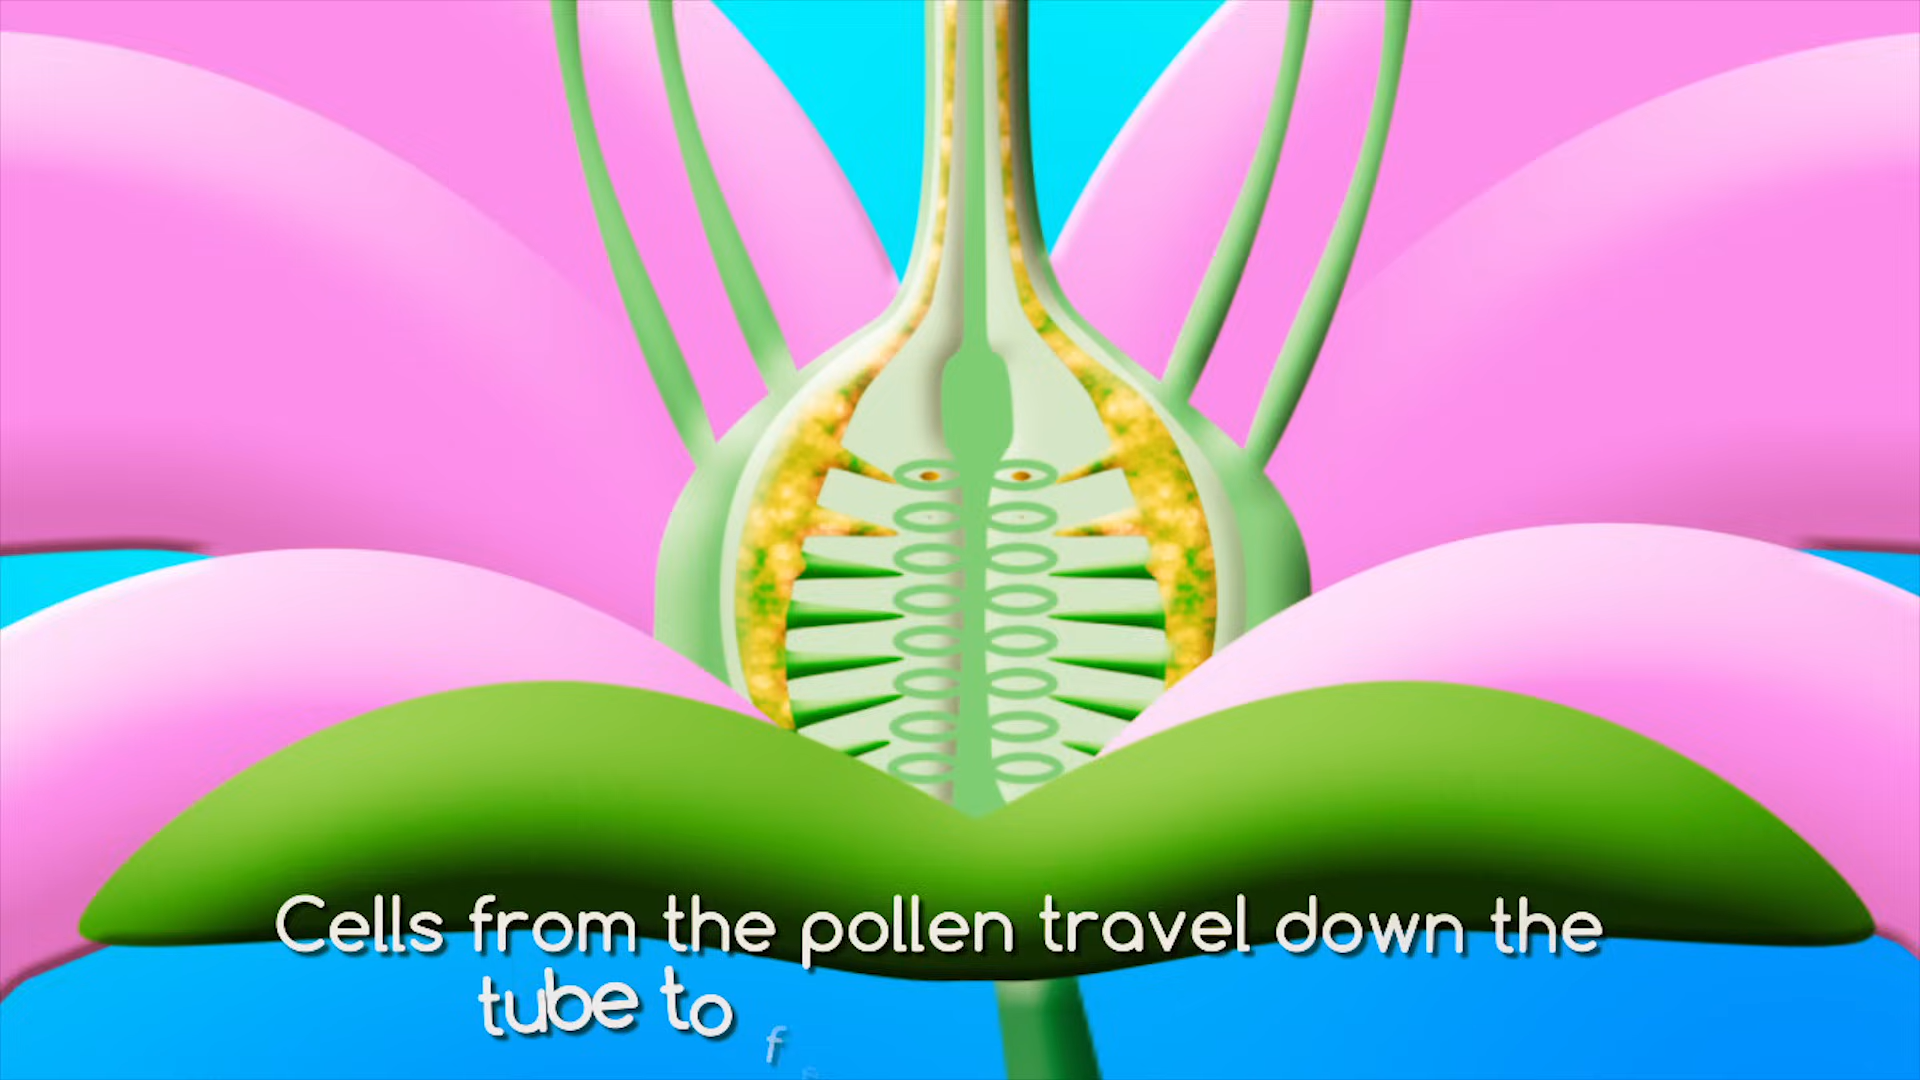 Cells from the pollen travel down the
tube to